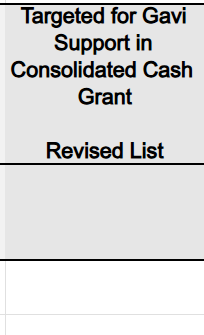 Targeted for Gavi
Support in
Consolidated Cash
Grant
Revised List